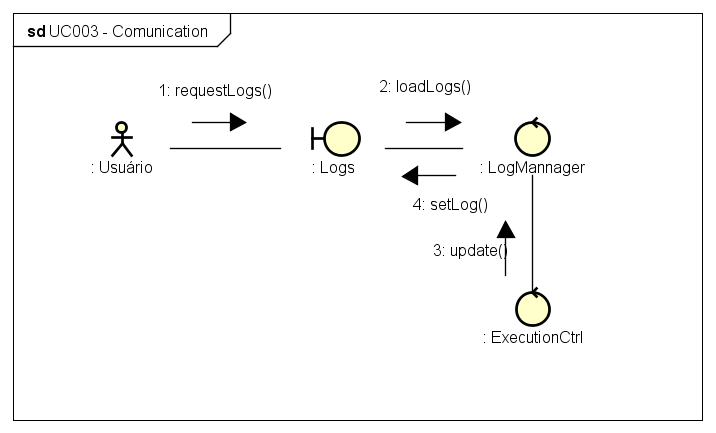 sd UC003 - Comunication
1: requestLogs()
2: loadLogs()
: Usuário
: Logs
: LogMannager
4: setLog()
3: update()
: ExecutionCtrl